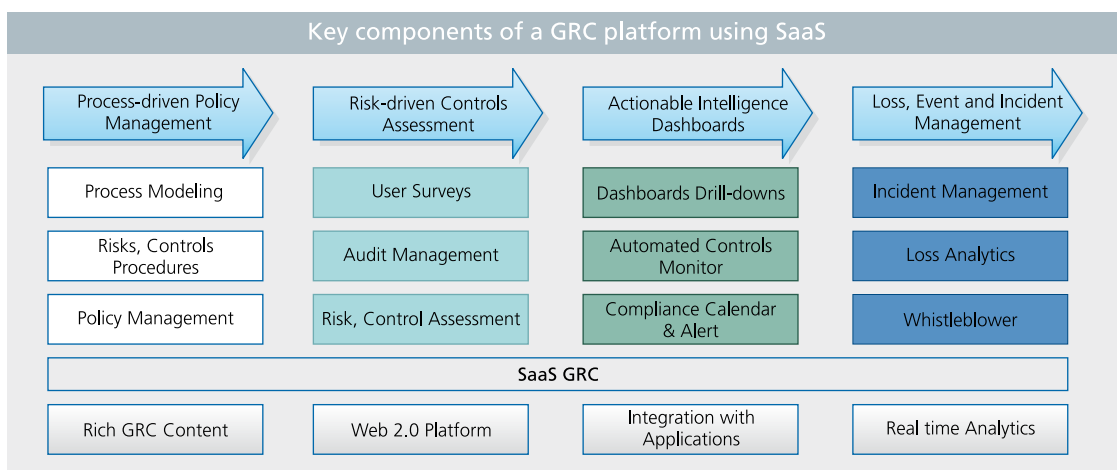 Key components of a GRC platform using SaaS
Process-driven Policy
Management
Risk-driven Controls
Assessment
Actionable Intelligence
Dashboards
Loss, Event and Incident
Management
Process Modeling
User Surveys
Dashboards Drill-downs
Incident Management
Risks, Controls
Procedures
Audit Management
Automated Controls
Monitor
Loss Analytics
Policy Management
Risk, Control Assessment
Compliance Calendar
& Alert
Whistleblower
SaaS GRC
Rich GRC Content
Web 2.0 Platform
Integration with
Applications
Real time Analytics